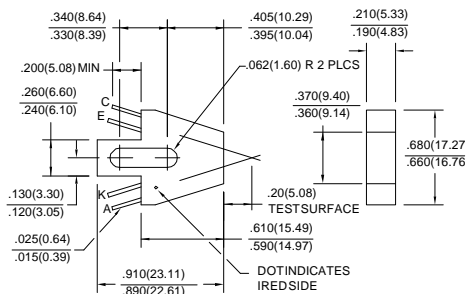 .340(8.64)
.330(8.39)
.405(10.29)
.395(10.04)
.210(5.33)
.190(4.83)
.200(5.08) MIN
.062(1.60) R 2 PLCS
.260(6.60)
.240(6.10)
C
E
.370(9.40)
.360(9.14)
.680(17.27
.660(16.76
.130(3.30)
.120(3.05)
K
A
.20(5.08)
TESTSURFACE
.025(0.64)
.015(0.39)
.610(15.49)
.590(14.97)
.910(23.11)
.890(22.61)
DOTINDICATES
IREDSIDE